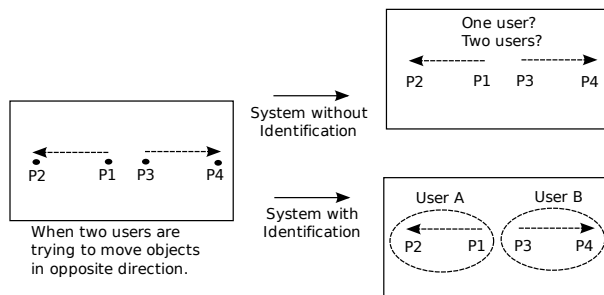 P2 P1 P3 P4
When two users are
trying to move objects
in opposite direction.
System without
Identification
One user?
Two users?
P2 P1 P3 P4
System with
Identification
User A User B
P2 P1 P3 P4